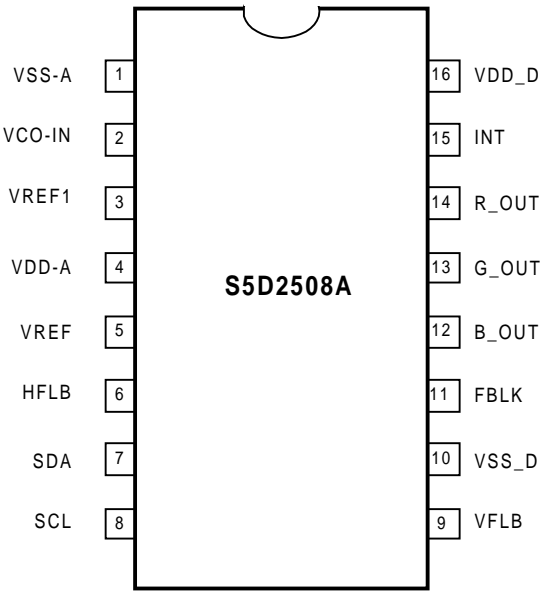 VSS-A 1 16 VDD_D
VCO-IN 2 15 INT
VREF1 3 14 R_OUT
VDD-A 4 13 G_OUT
S5D2508A
VREF 5 12 B_OUT
HFLB 6 11 FBLK
SDA 7 10 VSS_D
SCL 8 9 VFLB